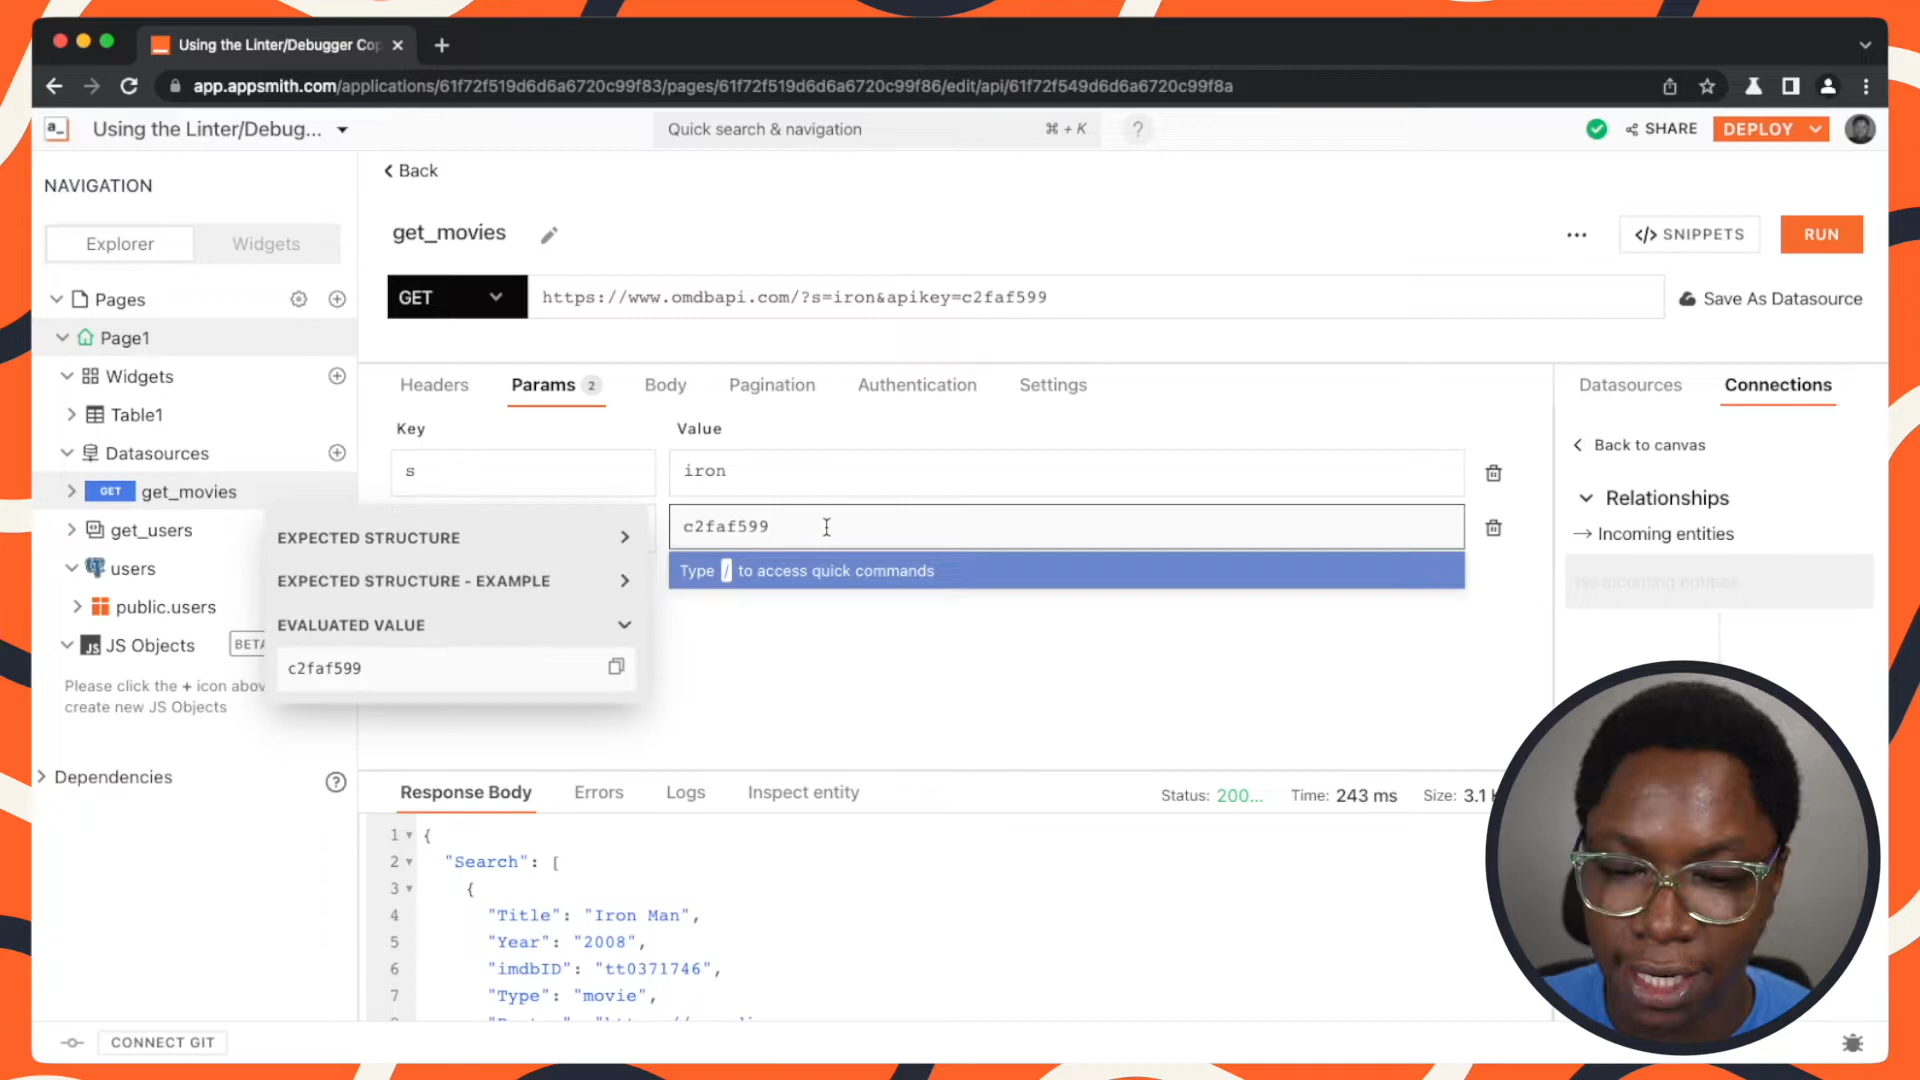 Using the Linter/Debugger Cop
app.appsmith.com/applications/61f72f519d6d6a6720c99f83/pages/61f72f519d6d6a6720c99f86/edit/api/61f72f549d6d6a6720c99f8a
a_
Using the Linter/Debug...
Quick search & navigation
⌘ + K
?
SHARE
DEPLOY
NAVIGATION
Explorer
Widgets
Pages
Page1
Widgets
Table1
Datasources
GET get_movies
get_users
users
public.users
JS JS Objects
BETA
Please click the + icon abov
create new JS Objects
Dependencies
?
CONNECT GIT
Back
get_movies
...
</> SNIPPETS
RUN
GET
https://www.omdbapi.com/?s=iron&apikey=c2faf599
Save As Datasource
Headers
Params 2
Body
Pagination
Authentication
Settings
Key
Value
s
iron
c2faf599
Type / to access quick commands
EXPECTED STRUCTURE
EXPECTED STRUCTURE - EXAMPLE
EVALUATED VALUE
c2faf599
Datasources
Connections
Back to canvas
Relationships
Incoming entities
No incoming entities
Response Body
Errors
Logs
Inspect entity
Status: 200...
Time: 243 ms
Size: 3.1
1 {
2 "Search": [
3 {
4 "Title": "Iron Man",
5 "Year": "2008",
6 "imdbID": "tt0371746",
7 "Type": "movie",